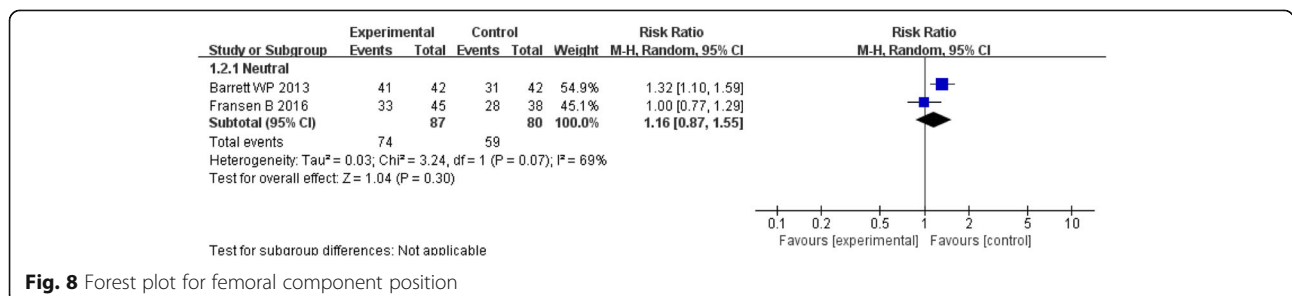 Experimental Control Risk Ratio Risk Ratio
Study or Subgroup Events Total Events Total Weight M-H, Random, 95% CI M-H, Random, 95% CI
1.2.1 Neutral
Barrett WP 2013 41 42 31 42 54.9% 1.32 [1.10, 1.59]
Fransen B 2016 33 45 28 38 45.1% 1.00 [0.77, 1.29]
Subtotal (95% CI) 87 80 100.0% 1.16 [0.87, 1.55]
Total events 74 59
Heterogeneity: Tau² = 0.03; Chi² = 3.24, df = 1 (P = 0.07); I² = 69%
Test for overall effect: Z = 1.04 (P = 0.30)
0.1 0.2 0.5 1 2 5 10
Favours [experimental] Favours [control]
Test for subgroup differences: Not applicable
Fig. 8 Forest plot for femoral component position